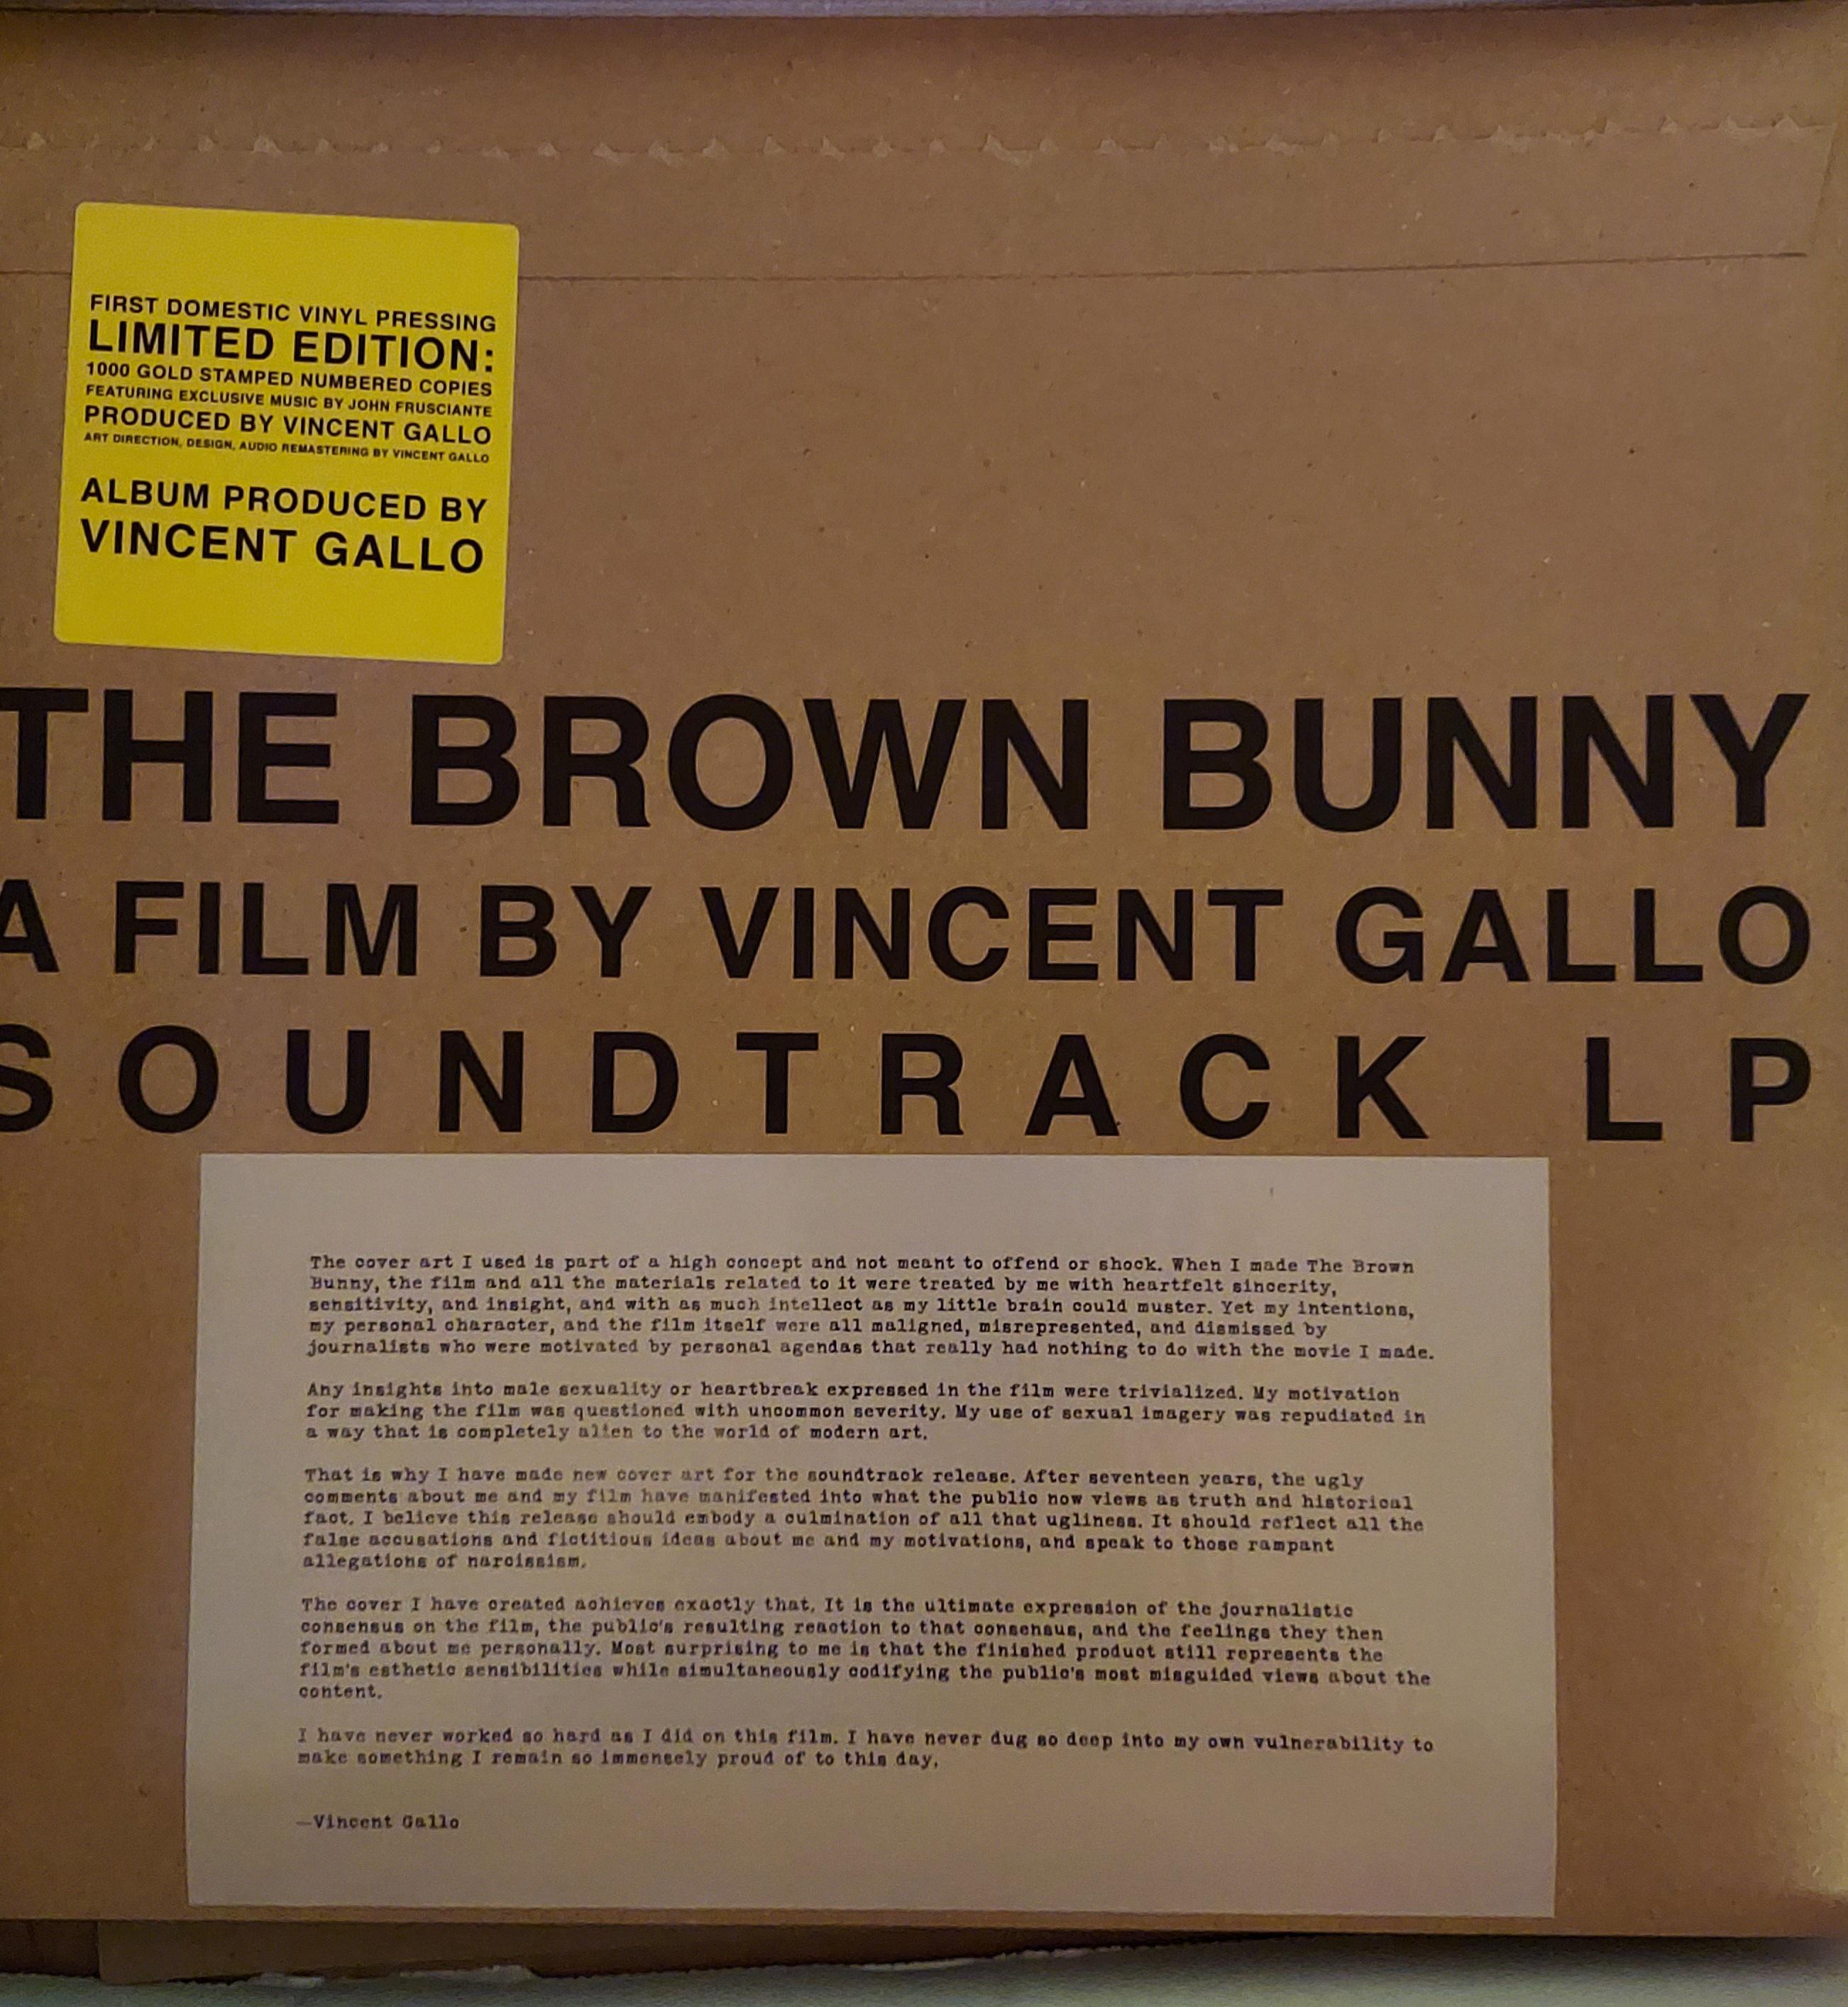 FIRST DOMESTIC VINYL PRESSING
LIMITED EDITION:
1000 GOLD STAMPED NUMBERED COPIES
FEATURING EXCLUSIVE MUSIC BY JOHN FRUSCIANTE
PRODUCED BY VINCENT GALLO
ART DIRECTION, DESIGN, AUDIO REMASTERING BY VINCENT GALLO
ALBUM PRODUCED BY
VINCENT GALLO
THE BROWN BUNNY
A FILM BY VINCENT GALLO
SOUNDTRACK LP
The cover art I used is part of a high concept and not meant to offend or shock. When I made The Brown
Bunny, the film and all the materials related to it were treated by me with heartfelt sincerity,
sensitivity, and insight, and with as much intellect as my little brain could muster. Yet my intentions,
my personal character, and the film itself were all maligned, misrepresented, and dismissed by
journalists who were motivated by personal agendas that really had nothing to do with the movie I made.
Any insights into male sexuality or heartbreak expressed in the film were trivialized. My motivation
for making the film was questioned with uncommon severity. My use of sexual imagery was repudiated in
a way that is completely alien to the world of modern art.
That is why I have made new cover art for the soundtrack release. After seventeen years, the ugly
comments about me and my film have manifested into what the public now views as truth and historical
fact. I believe this release should embody a culmination of all that ugliness. It should reflect all the
false accusations and fictitious ideas about me and my motivations, and speak to those rampant
allegations of narcissism.
The cover I have created achieves exactly that. It is the ultimate expression of the journalistic
consensus on the film, the public's resulting reaction to that consensus, and the feelings they then
formed about me personally. Most surprising to me is that the finished product still represents the
film's esthetic sensibilities while simultaneously codifying the public's most misguided views about the
content.
I have never worked so hard as I did on this film. I have never dug so deep into my own vulnerability to
make something I remain so immensely proud of to this day.
—Vincent Gallo